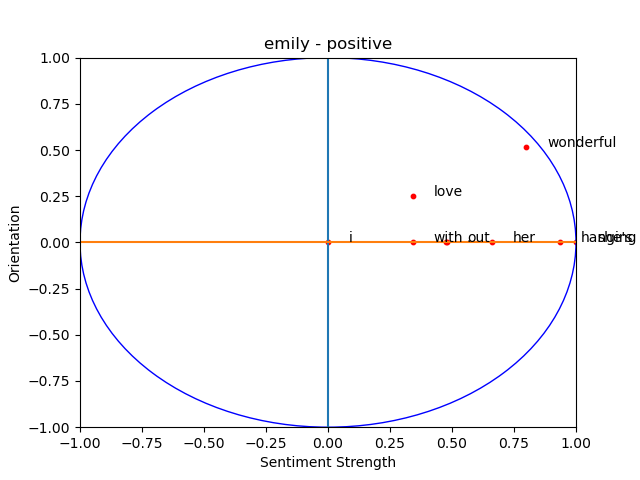 emily - positive
1.00
0.75
0.50
0.25
0.00
−0.25
−0.50
−0.75
−1.00
Orientation
wonderful
love
i with out her hanging she's
−1.00 −0.75 −0.50 −0.25 0.00 0.25 0.50 0.75 1.00
Sentiment Strength